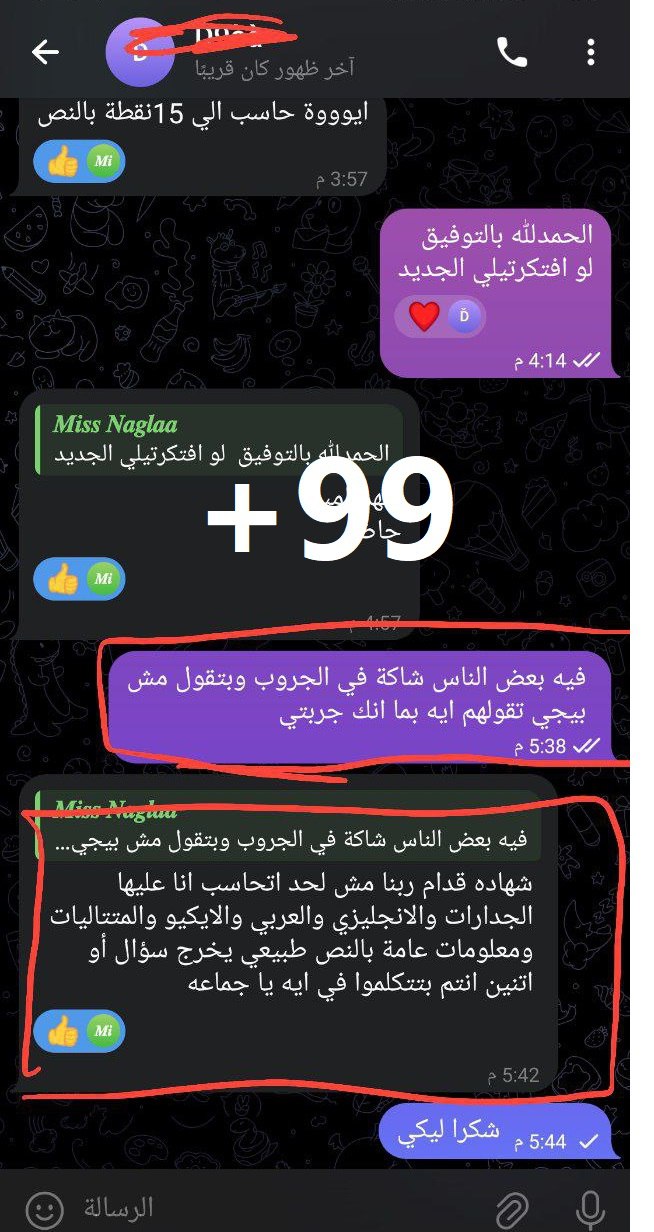 آخر ظهور كان قريبًا
ايوووة حاسب الي 15نقطة بالنص
Mi
3:57 م
الحمدلله بالتوفيق
لو افتكرتيلي الجديد
Ď
4:14 م
Miss Naglaa
الحمدلله بالتوفيق لو افتكرتيلي الجديد
+99
Mi
4:57 م
فيه بعض الناس شاكة في الجروب وبتقول مش
بيجي تقولهم ايه بما انك جربتي
5:38 م
Miss Naglaa
فيه بعض الناس شاكة في الجروب وبتقول مش بيجي...
شهاده قدام ربنا مش لحد اتحاسب انا عليها
الجدارات والانجليزي والعربي والايكيو والمتتاليات
ومعلومات عامة بالنص طبيعي يخرج سؤال أو
اتنين انتم بتتكلموا في ايه يا جماعه
Mi
5:42 م
شكرا ليكي
5:44 م
الرسالة